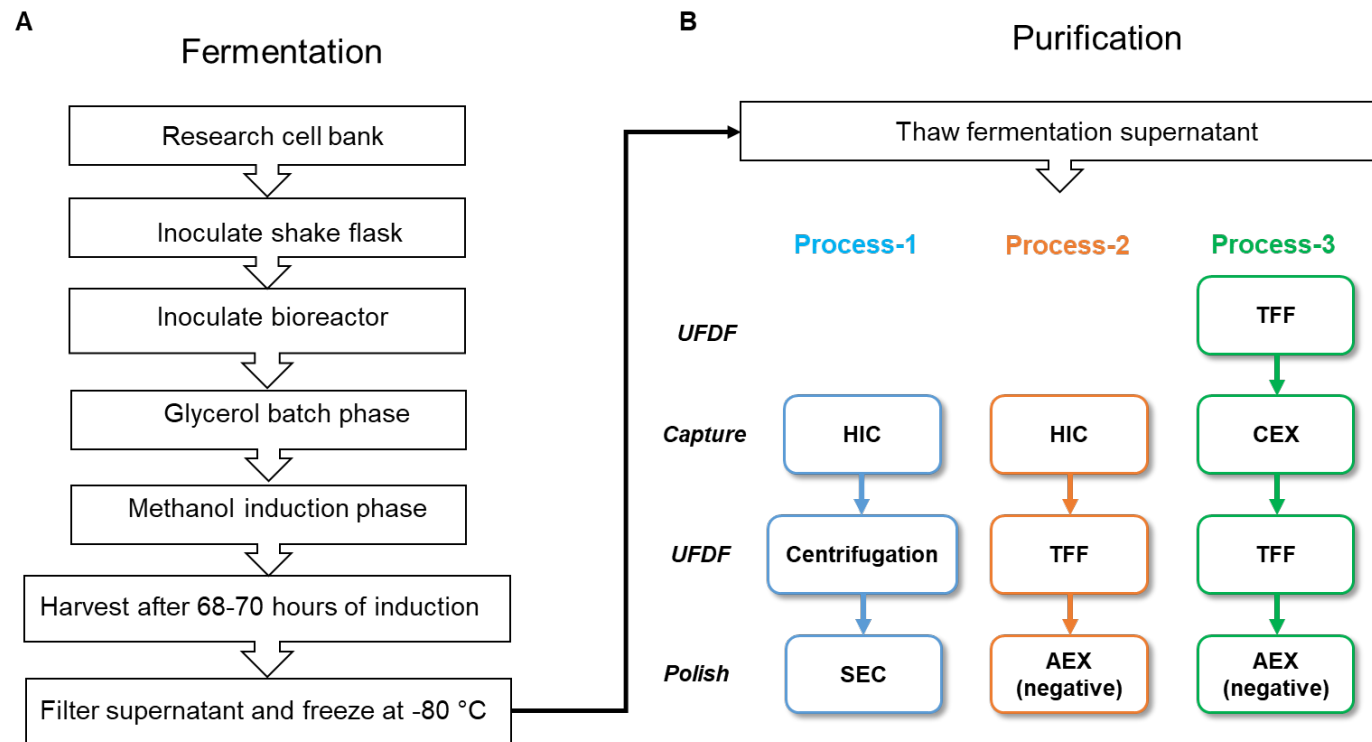 A
Fermentation
Research cell bank
Inoculate shake flask
Inoculate bioreactor
Glycerol batch phase
Methanol induction phase
Harvest after 68-70 hours of induction
Filter supernatant and freeze at -80 °C
B
Purification
Thaw fermentation supernatant
Process-1 Process-2 Process-3
UFDF TFF
Capture HIC HIC CEX
UFDF Centrifugation TFF TFF
Polish SEC AEX (negative) AEX (negative)